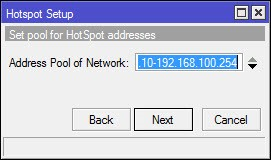 Hotspot Setup
Set pool for HotSpot addresses
Address Pool of Network: 10-192.168.100.254
Back Next Cancel